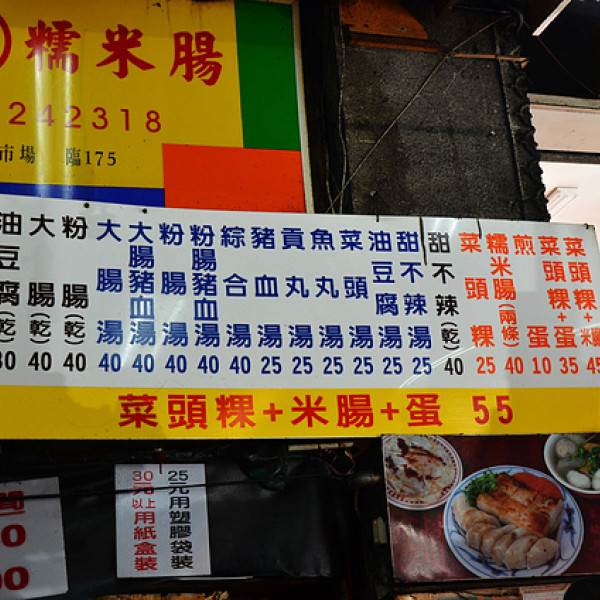 糯米腸
242318
市場 臨175
油豆腐(乾) 30
大腸(乾) 40
粉腸(乾) 40
大腸湯 40
大腸豬血湯 40
粉腸湯 40
粉腸豬血湯 40
綜合湯 40
豬血湯 25
貢丸湯 25
魚丸湯 25
菜頭湯 25
油豆腐湯 25
甜不辣湯 25
甜不辣(乾) 40
菜頭粿 25
糯米腸(兩條) 40
煎蛋 10
菜頭粿+蛋 35
菜頭粿+糯 45
菜頭粿+米腸+蛋 55
30元以上用紙盒裝
25元用塑膠袋裝